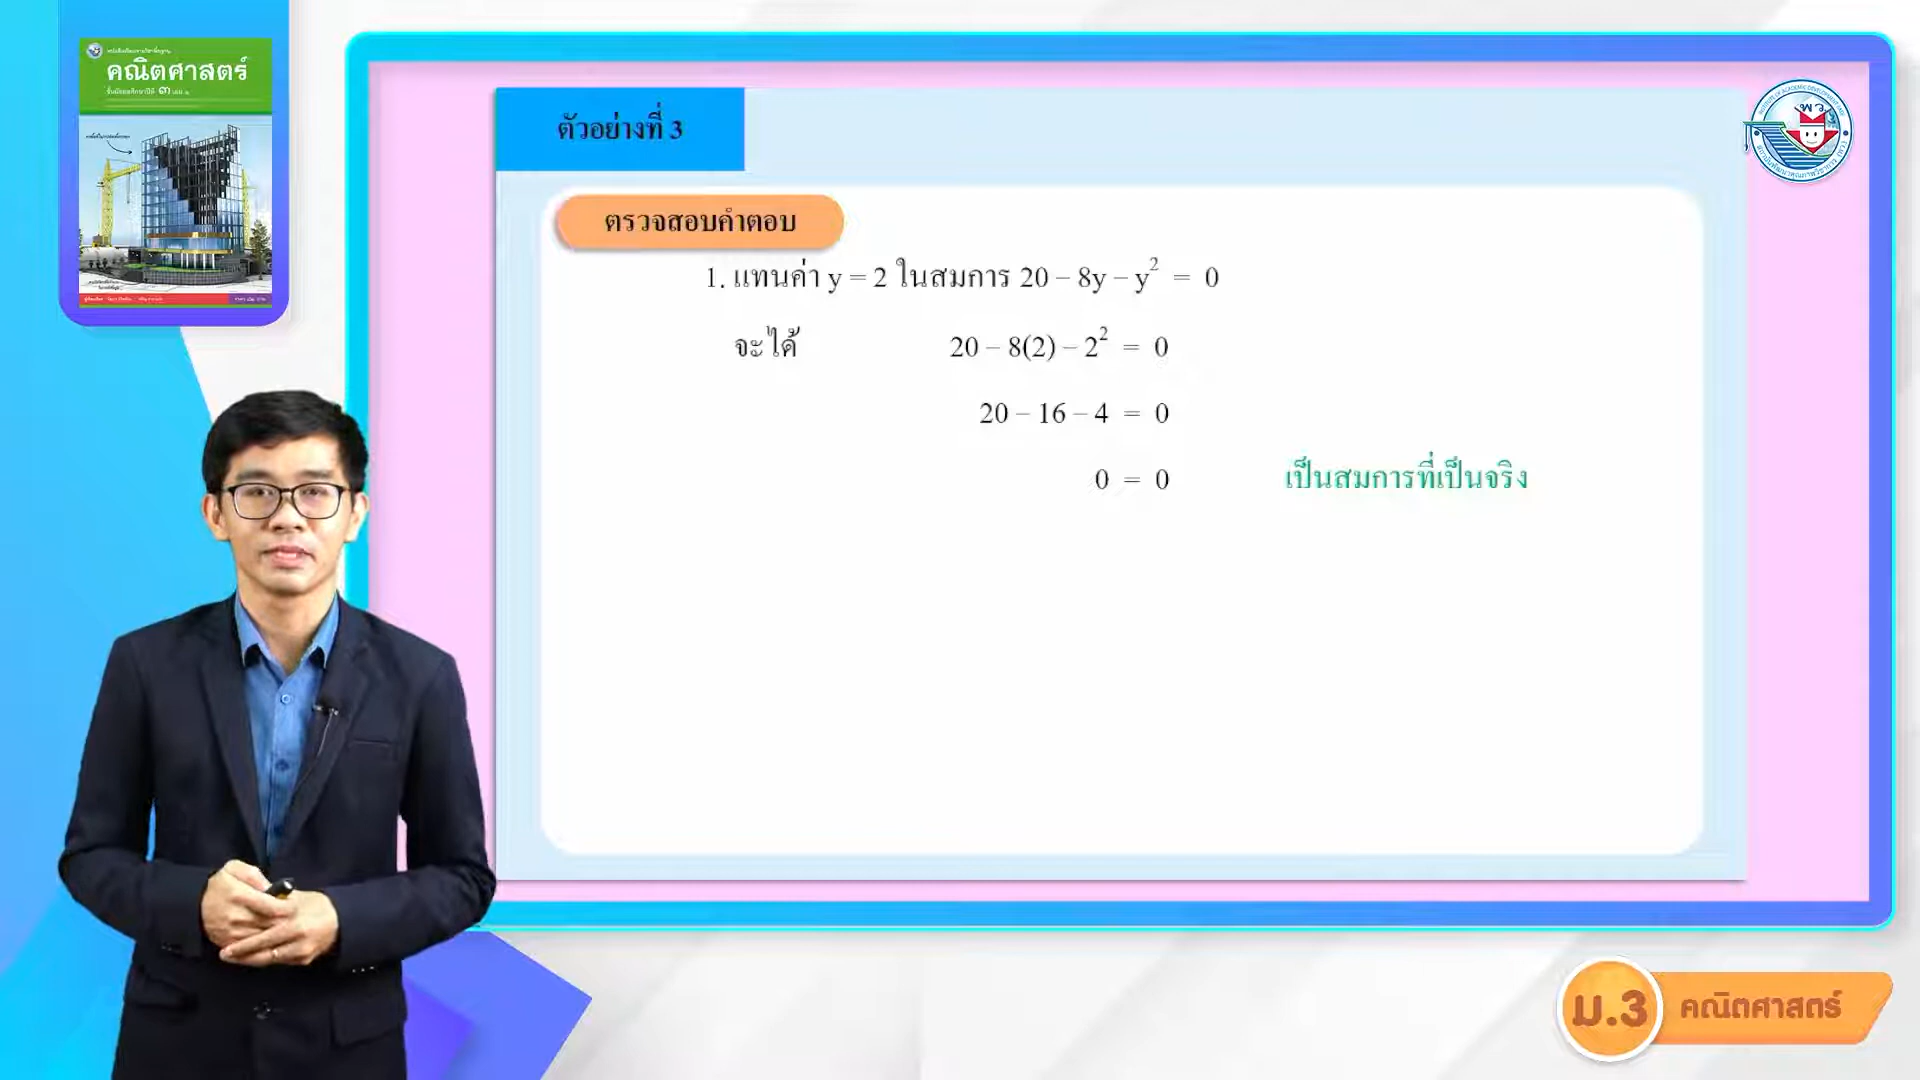 คณิตศาสตร์
ตัวอย่างที่ 3
ตรวจสอบคำตอบ
1. แทนค่า y = 2 ในสมการ 20 – 8y – y² = 0
จะได้ 20 – 8(2) – 2² = 0
20 – 16 – 4 = 0
0 = 0 เป็นสมการที่เป็นจริง
พว
ม.3 คณิตศาสตร์